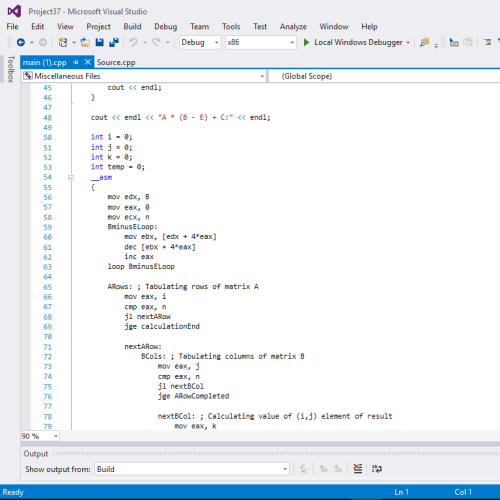 Project37 - Microsoft Visual Studio
File Edit View Project Build Debug Team Tools Test Analyze Window Help
Debug x86 Local Windows Debugger
Toolbox
main (1).cpp Source.cpp
Miscellaneous Files (Global Scope)
45 cout << endl;
46 }
47
48 cout << endl << "A * (B - E) + C:" << endl;
49
50 int i = 0;
51 int j = 0;
52 int k = 0;
53 int temp = 0;
54 __asm
55 {
56 mov edx, B
57 mov eax, 0
58 mov ecx, n
59 BminusELoop:
60 mov ebx, [edx + 4*eax]
61 dec [ebx + 4*eax]
62 inc eax
63 loop BminusELoop
64
65 ARows: ; Tabulating rows of matrix A
66 mov eax, i
67 cmp eax, n
68 jl nextARow
69 jge calculationEnd
70
71 nextARow:
72 BCols: ; Tabulating columns of matrix B
73 mov eax, j
74 cmp eax, n
75 jl nextBCol
76 jge ARowCompleted
77
78 nextBCol: ; Calculating value of (i,j) element of result
79 mov eax, k
90 %
Output
Show output from: Build
Ready Ln 1 Col 1